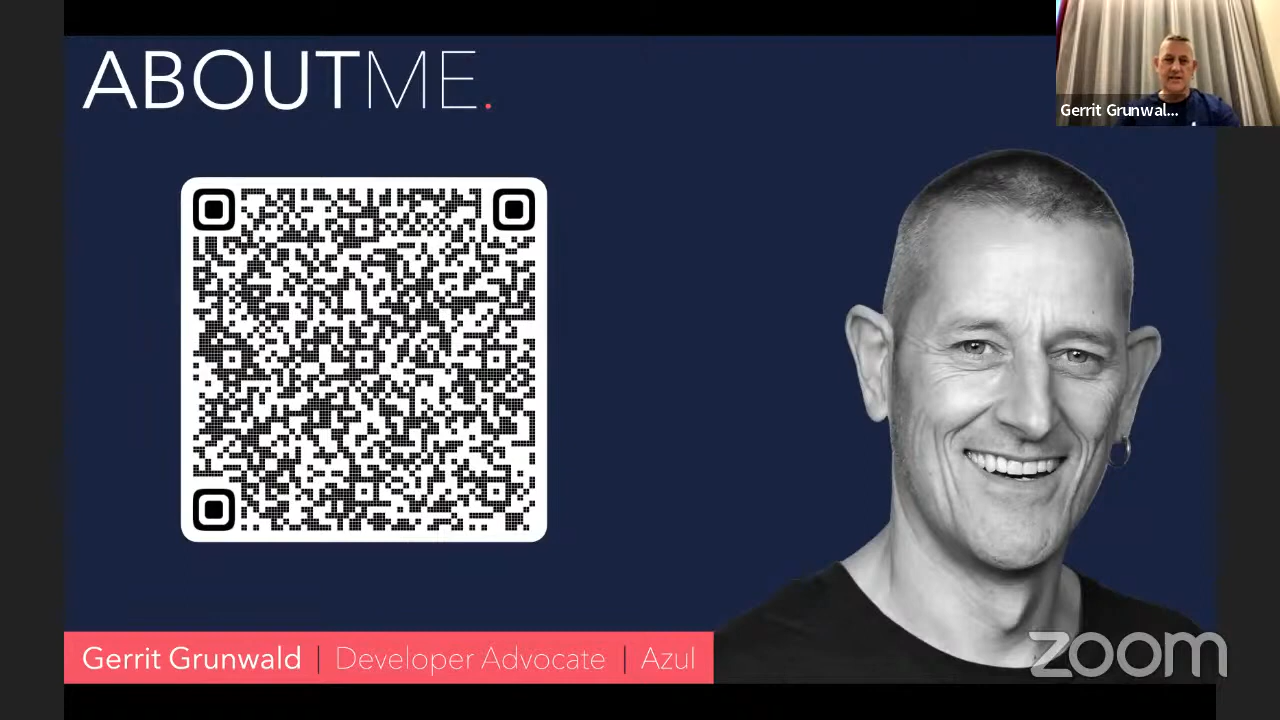 ABOUTME.
Gerrit Grunwal...
Gerrit Grunwald | Developer Advocate | Azul
zoom